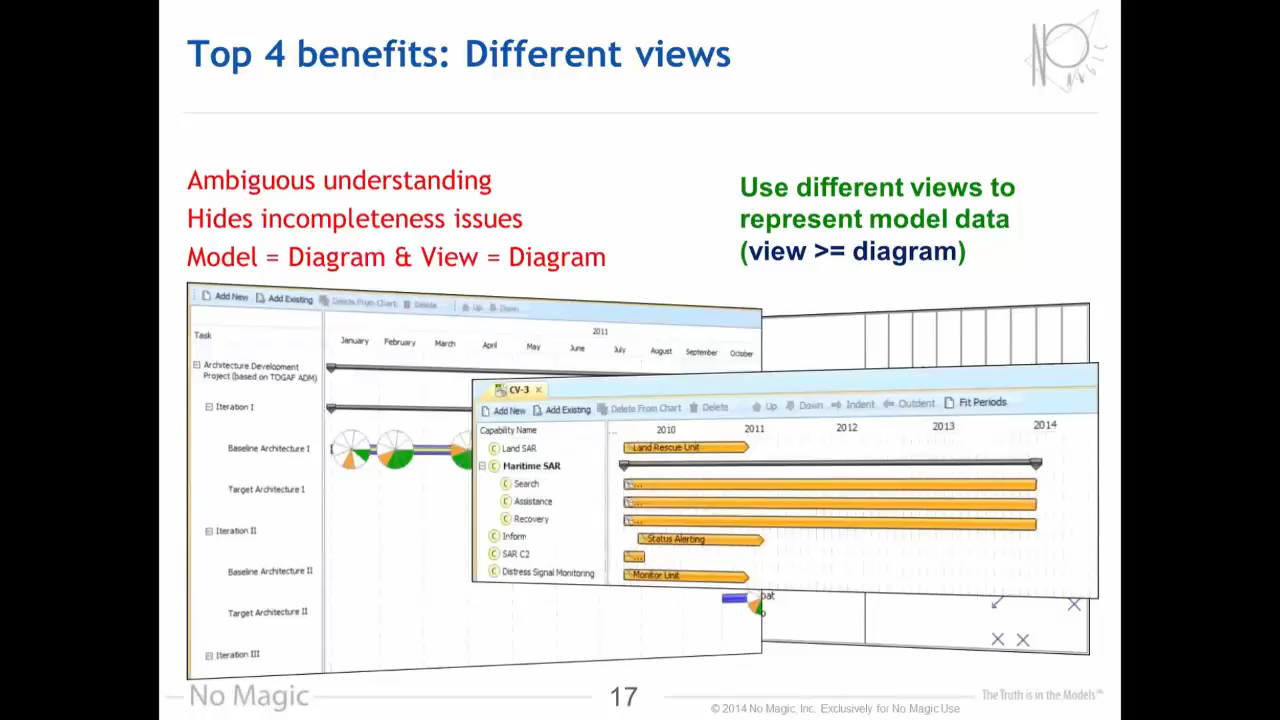 Top 4 benefits: Different views
NO MAGIC
Ambiguous understanding
Hides incompleteness issues
Model = Diagram & View = Diagram
Use different views to
represent model data
(view >= diagram)
Add New Add Existing Delete From Chart Delete Up Down
Task
2011
January February March April May June July August September October
Architecture Development
Project (based on TOGAF ADM)
Iteration I
Baseline Architecture I
Target Architecture I
Iteration II
Baseline Architecture II
Target Architecture II
Iteration III
CV-3
Add New Add Existing Delete From Chart Delete Up Down Indent Outdent Fit Periods
Capability Name
... 2010 2011 2012 2013 2014
Land SAR
Land Rescue Unit
Maritime SAR
Search
...
Assistance
...
Recovery
...
Inform
Status Alerting
SAR C2
...
Distress Signal Monitoring
Monitor Unit
No Magic
17
© 2014 No Magic, Inc. Exclusively for No Magic Use
The Truth is in the Models™